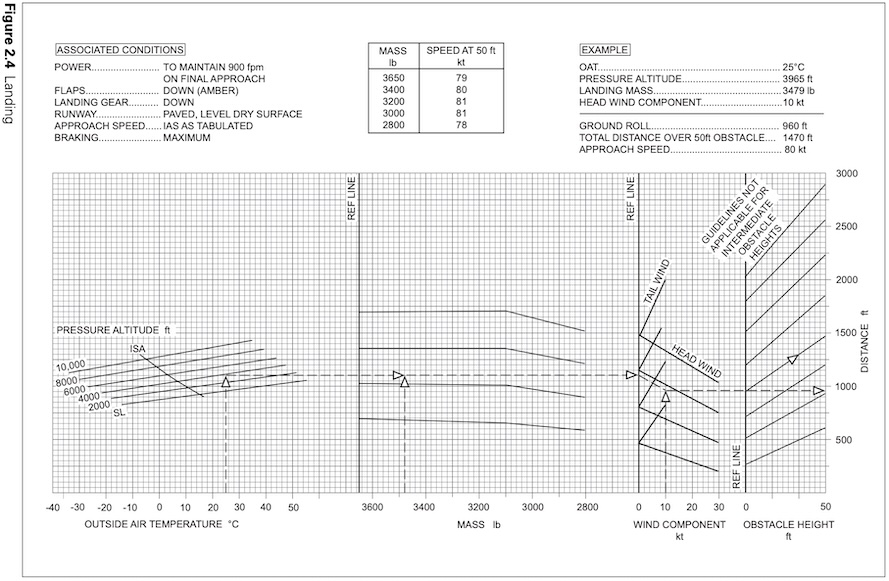 Figure 2.4 Landing
ASSOCIATED CONDITIONS
POWER...................... TO MAINTAIN 900 fpm
ON FINAL APPROACH
FLAPS........................ DOWN (AMBER)
LANDING GEAR........ DOWN
RUNWAY................... PAVED, LEVEL DRY SURFACE
APPROACH SPEED...... IAS AS TABULATED
BRAKING.................... MAXIMUM
MASS SPEED AT 50 ft
lb kt
3650 79
3400 80
3200 81
3000 81
2800 78
EXAMPLE
OAT............................................... 25°C
PRESSURE ALTITUDE............................ 3965 ft
LANDING MASS................................. 3479 lb
HEAD WIND COMPONENT........................ 10 kt
GROUND ROLL.................................. 960 ft
TOTAL DISTANCE OVER 50ft OBSTACLE.... 1470 ft
APPROACH SPEED............................... 80 kt
REF LINE
REF LINE
GUIDELINES NOT
APPLICABLE FOR
INTERMEDIATE
OBSTACLE
HEIGHTS
TAIL WIND
HEAD WIND
REF LINE
PRESSURE ALTITUDE ft
ISA
10,000
8000
6000
4000
2000
SL
3000
2500
2000
1500
1000
500
DISTANCE ft
-40 -30 -20 -10 0 10 20 30 40 50
3600 3400 3200 3000 2800
0 10 20 30
0 50
OUTSIDE AIR TEMPERATURE °C
MASS lb
WIND COMPONENT
kt
OBSTACLE HEIGHT
ft